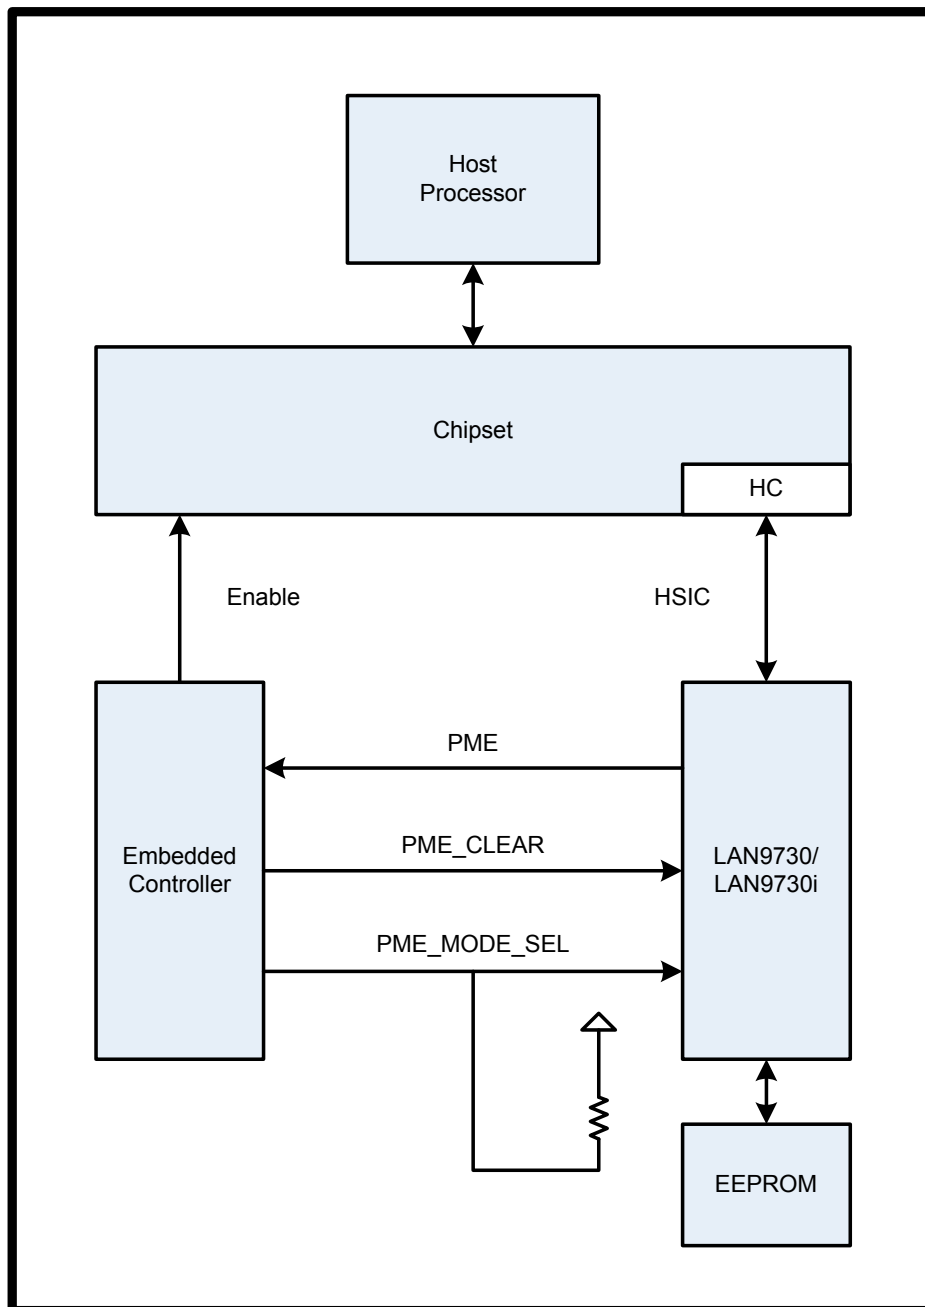 Host
Processor
Chipset
HC
Enable
HSIC
PME
PME_CLEAR
Embedded
Controller
LAN9730/
LAN9730i
PME_MODE_SEL
EEPROM